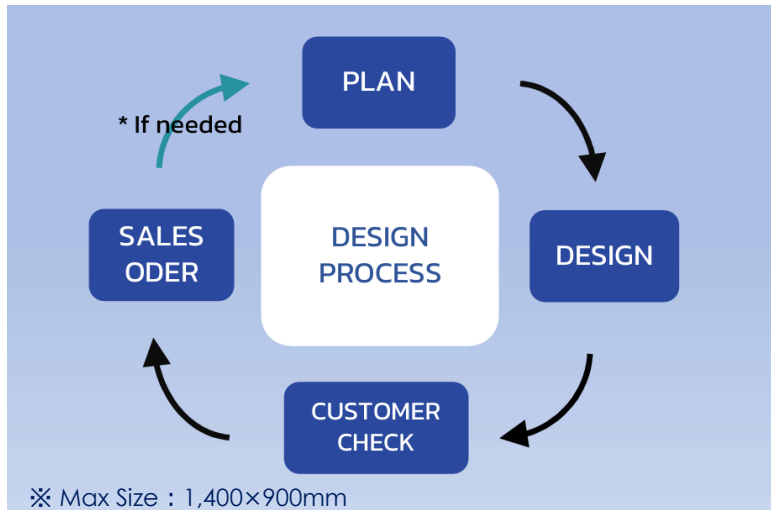 PLAN
* If needed
SALES
ODER
DESIGN
PROCESS
DESIGN
CUSTOMER
CHECK
※ Max Size：1,400×900mm